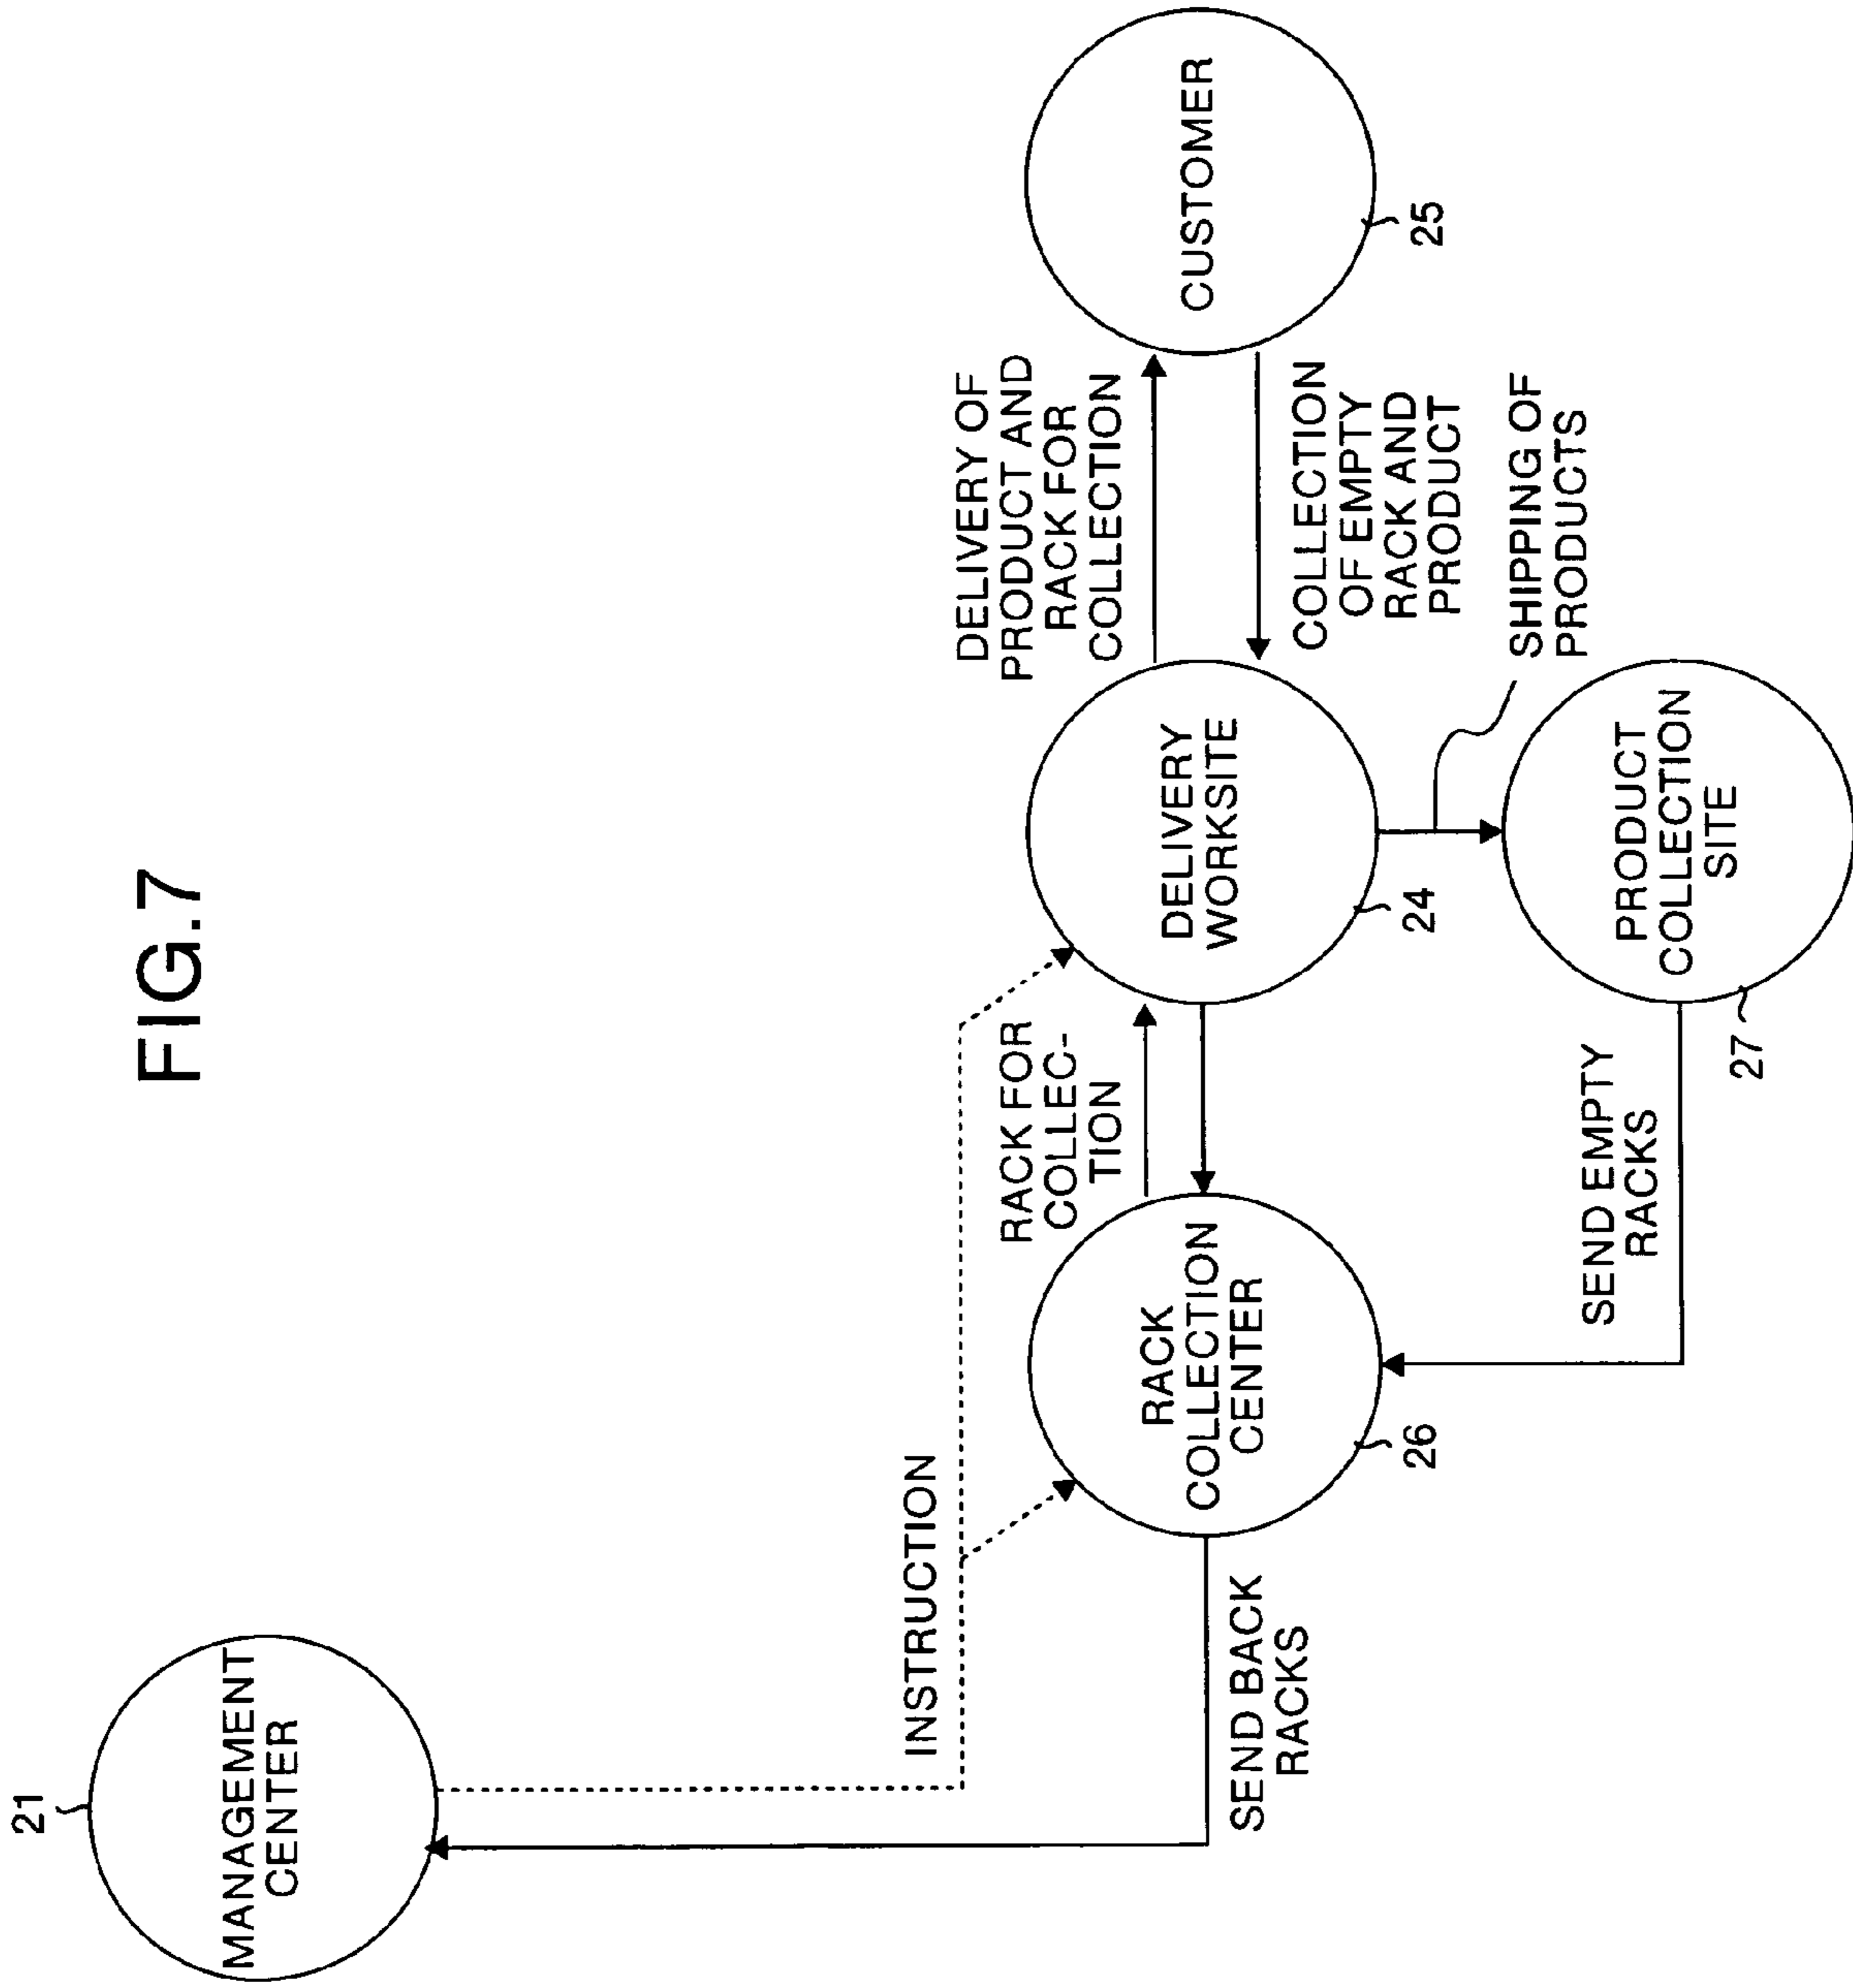 FIG.7
21
MANAGEMENT
CENTER
INSTRUCTION
SEND BACK
RACKS
RACK
COLLECTION
CENTER
26
RACK FOR
COLLEC-
TION
SEND EMPTY
RACKS
DELIVERY
WORKSITE
24
PRODUCT
COLLECTION
SITE
27
DELIVERY OF
PRODUCT AND
RACK FOR
COLLECTION
COLLECTION
OF EMPTY
RACK AND
PRODUCT
SHIPPING OF
PRODUCTS
CUSTOMER
25